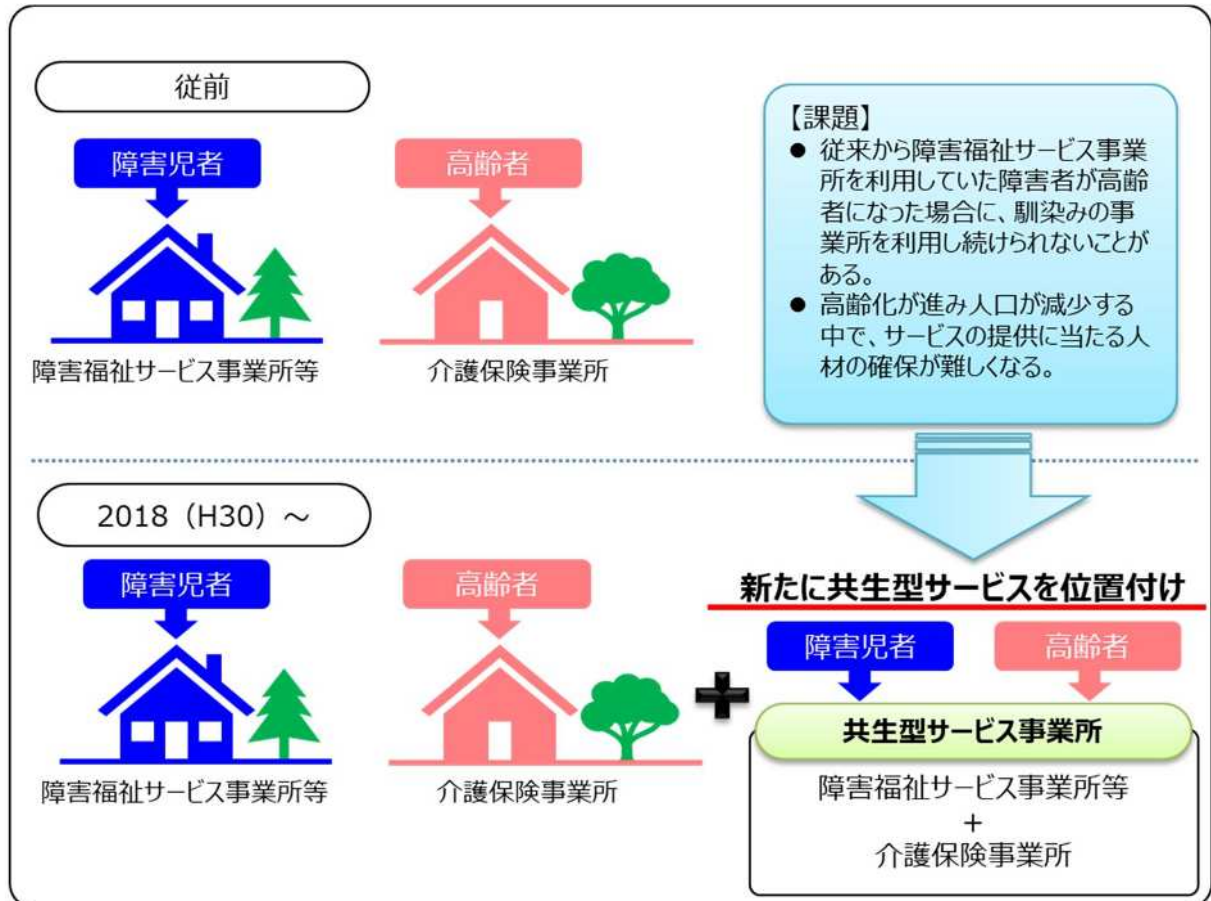 従前
障害児者
高齢者
障害福祉サービス事業所等
介護保険事業所
【課題】
● 従来から障害福祉サービス事業
所を利用していた障害者が高齢
者になった場合に、馴染みの事
業所を利用し続けられないことが
ある。
● 高齢化が進み人口が減少する
中で、サービスの提供に当たる人
材の確保が難しくなる。
2018（H30）～
障害児者
高齢者
障害福祉サービス事業所等
介護保険事業所
新たに共生型サービスを位置付け
障害児者
高齢者
共生型サービス事業所
障害福祉サービス事業所等
+
介護保険事業所